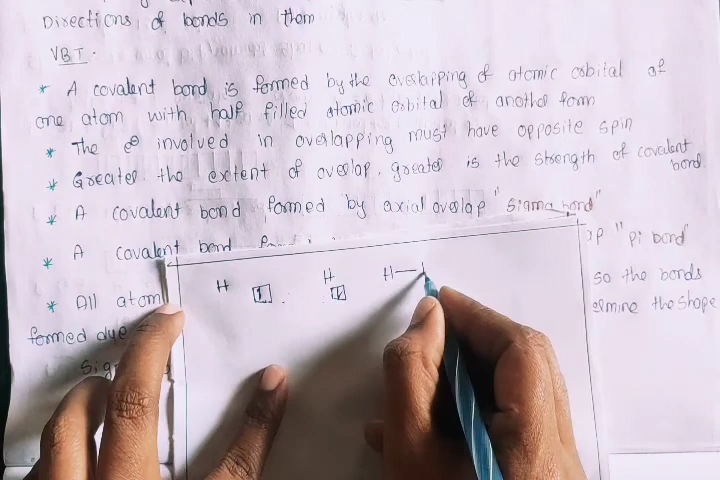 Directions of bonds in them
VBT.
* A covalent bond is formed by the overlapping of atomic orbital of
one atom with half filled atomic orbital of another form
* The e⊖ involved in overlapping must have opposite spin
* Greater the extent of overlap, greater is the strength of covalent
bond
* A covalent bond formed by axial overlap "Sigma bond"
* A covalent bond "pi bond
* All atom so the bonds
formed due the shape
H H H—
1